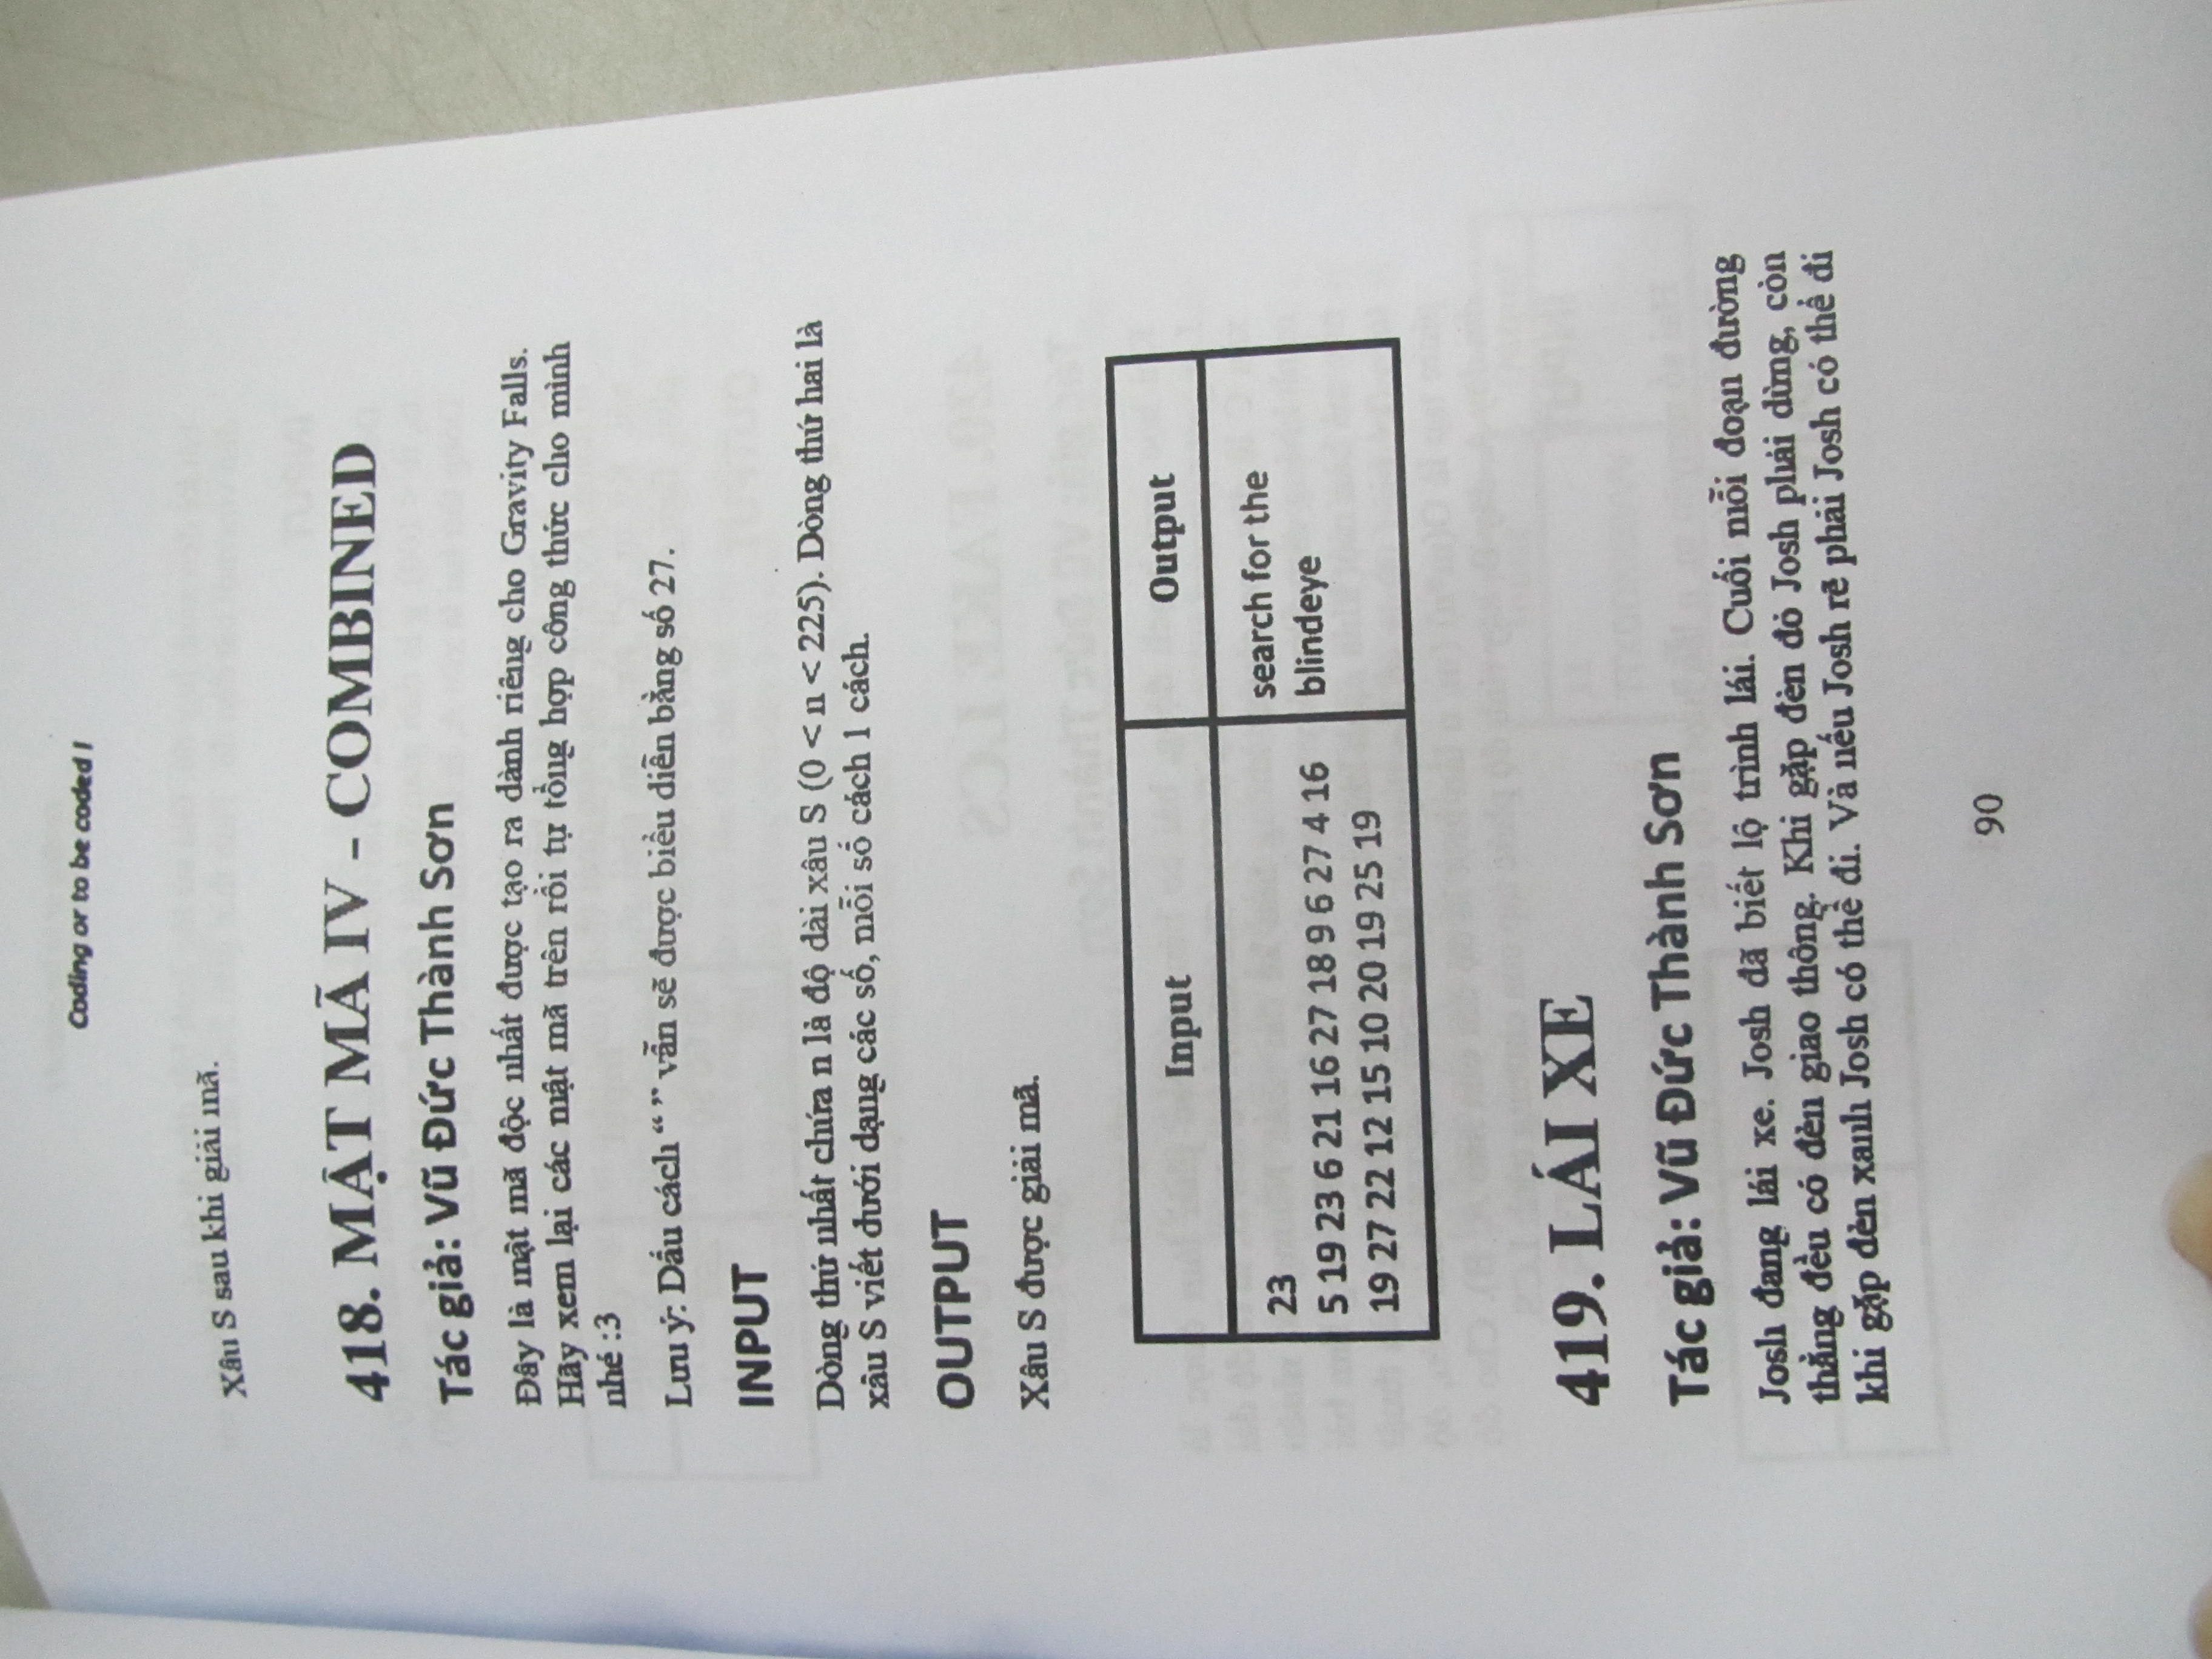 Coding or to be coded !
Xâu S sau khi giải mã.
418. MẬT MÃ IV - COMBINED
Tác giả: Vũ Đức Thành Sơn
Đây là mật mã độc nhất được tạo ra dành riêng cho Gravity Falls.
Hãy xem lại các mật mã trên rồi tự tổng hợp công thức cho mình
nhé :3
Lưu ý: Dấu cách “ ” vẫn sẽ được biểu diễn bằng số 27.
INPUT
Dòng thứ nhất chứa n là độ dài xâu S (0 < n < 225). Dòng thứ hai là
xâu S viết dưới dạng các số, mỗi số cách 1 cách.
OUTPUT
Xâu S được giải mã.
Input
Output
23
5 19 23 6 21 16 27 18 9 6 27 4 16
19 27 22 12 15 10 20 19 25 19
search for the
blindeye
419. LÁI XE
Tác giả: Vũ Đức Thành Sơn
Josh đang lái xe. Josh đã biết lộ trình lái. Cuối mỗi đoạn đường
thẳng đều có đèn giao thông. Khi gặp đèn đỏ Josh phải dừng, còn
khi gặp đèn xanh Josh có thể đi. Và nếu Josh rẽ phải Josh có thể đi
90